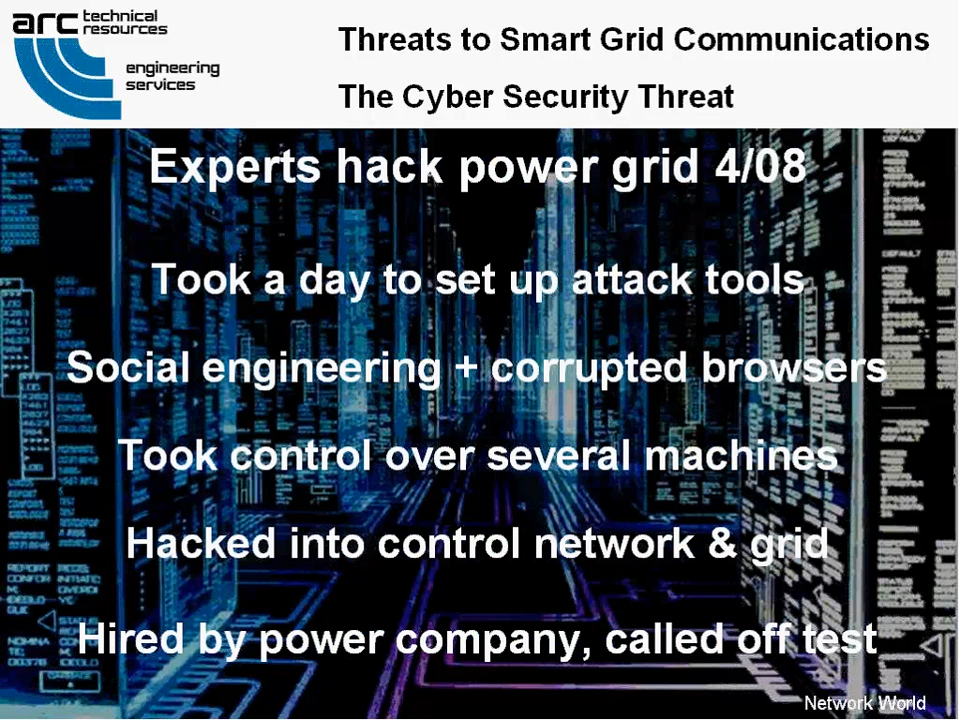 arc technical resources
engineering services
Threats to Smart Grid Communications
The Cyber Security Threat
Experts hack power grid 4/08
Took a day to set up attack tools
Social engineering + corrupted browsers
Took control over several machines
Hacked into control network & grid
Hired by power company, called off test
Network World